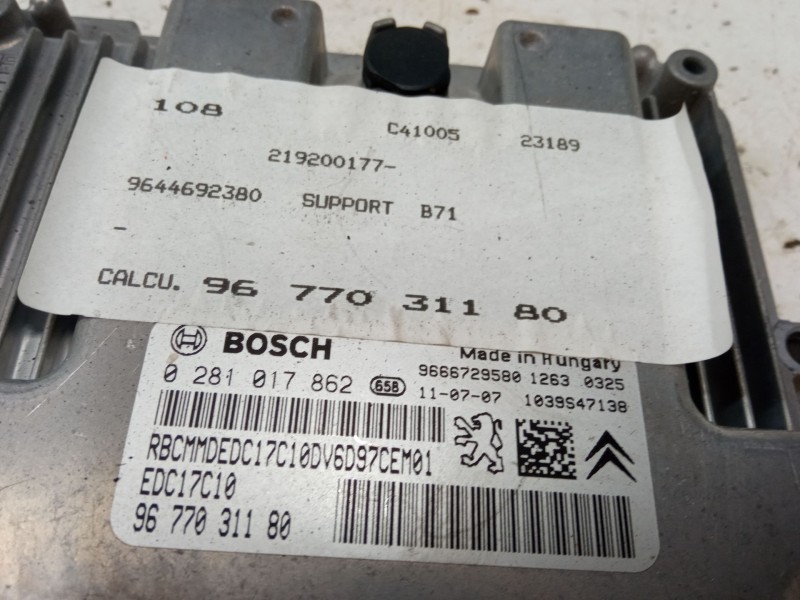 108
C41005 23189
219200177-
9644692380 SUPPORT B71
-
CALCU. 96 770 311 80
BOSCH
Made in Hungary
9666729580 1263 0325
0 281 017 862 658 11-07-07 1039S47138
RBCMMDEDC17C10DV6D97CEM01
EDC17C10
96 770 311 80